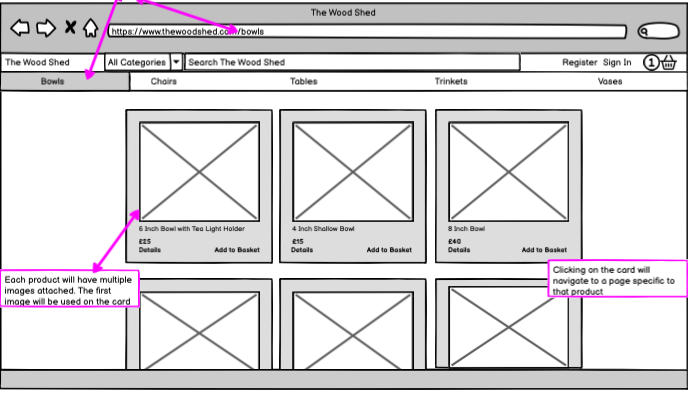 The Wood Shed
https://www.thewoodshed.com/bowls
The Wood Shed All Categories Search The Wood Shed Register Sign In 1
Bowls Chairs Tables Trinkets Vases
6 Inch Bowl with Tea Light Holder
£25
Details Add to Basket
4 Inch Shallow Bowl
£15
Details Add to Basket
8 Inch Bowl
£40
Details Add to Basket
Each product will have multiple
images attached. The first
image will be used on the card
Clicking on the card will
navigate to a page specific to
that product